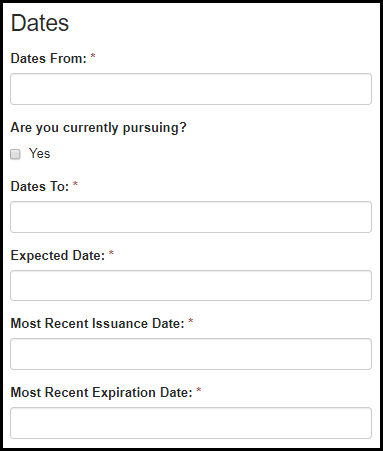 Dates
Dates From: *
Are you currently pursuing?
Yes
Dates To: *
Expected Date: *
Most Recent Issuance Date: *
Most Recent Expiration Date: *